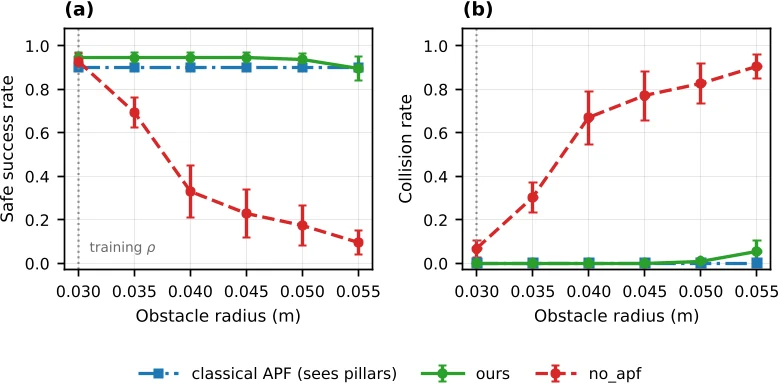 (a)
Safe success rate
1.0
0.8
0.6
0.4
0.2
0.0
training ρ
0.030 0.035 0.040 0.045 0.050 0.055
Obstacle radius (m)
(b)
Collision rate
1.0
0.8
0.6
0.4
0.2
0.0
0.030 0.035 0.040 0.045 0.050 0.055
Obstacle radius (m)
classical APF (sees pillars) ours no_apf